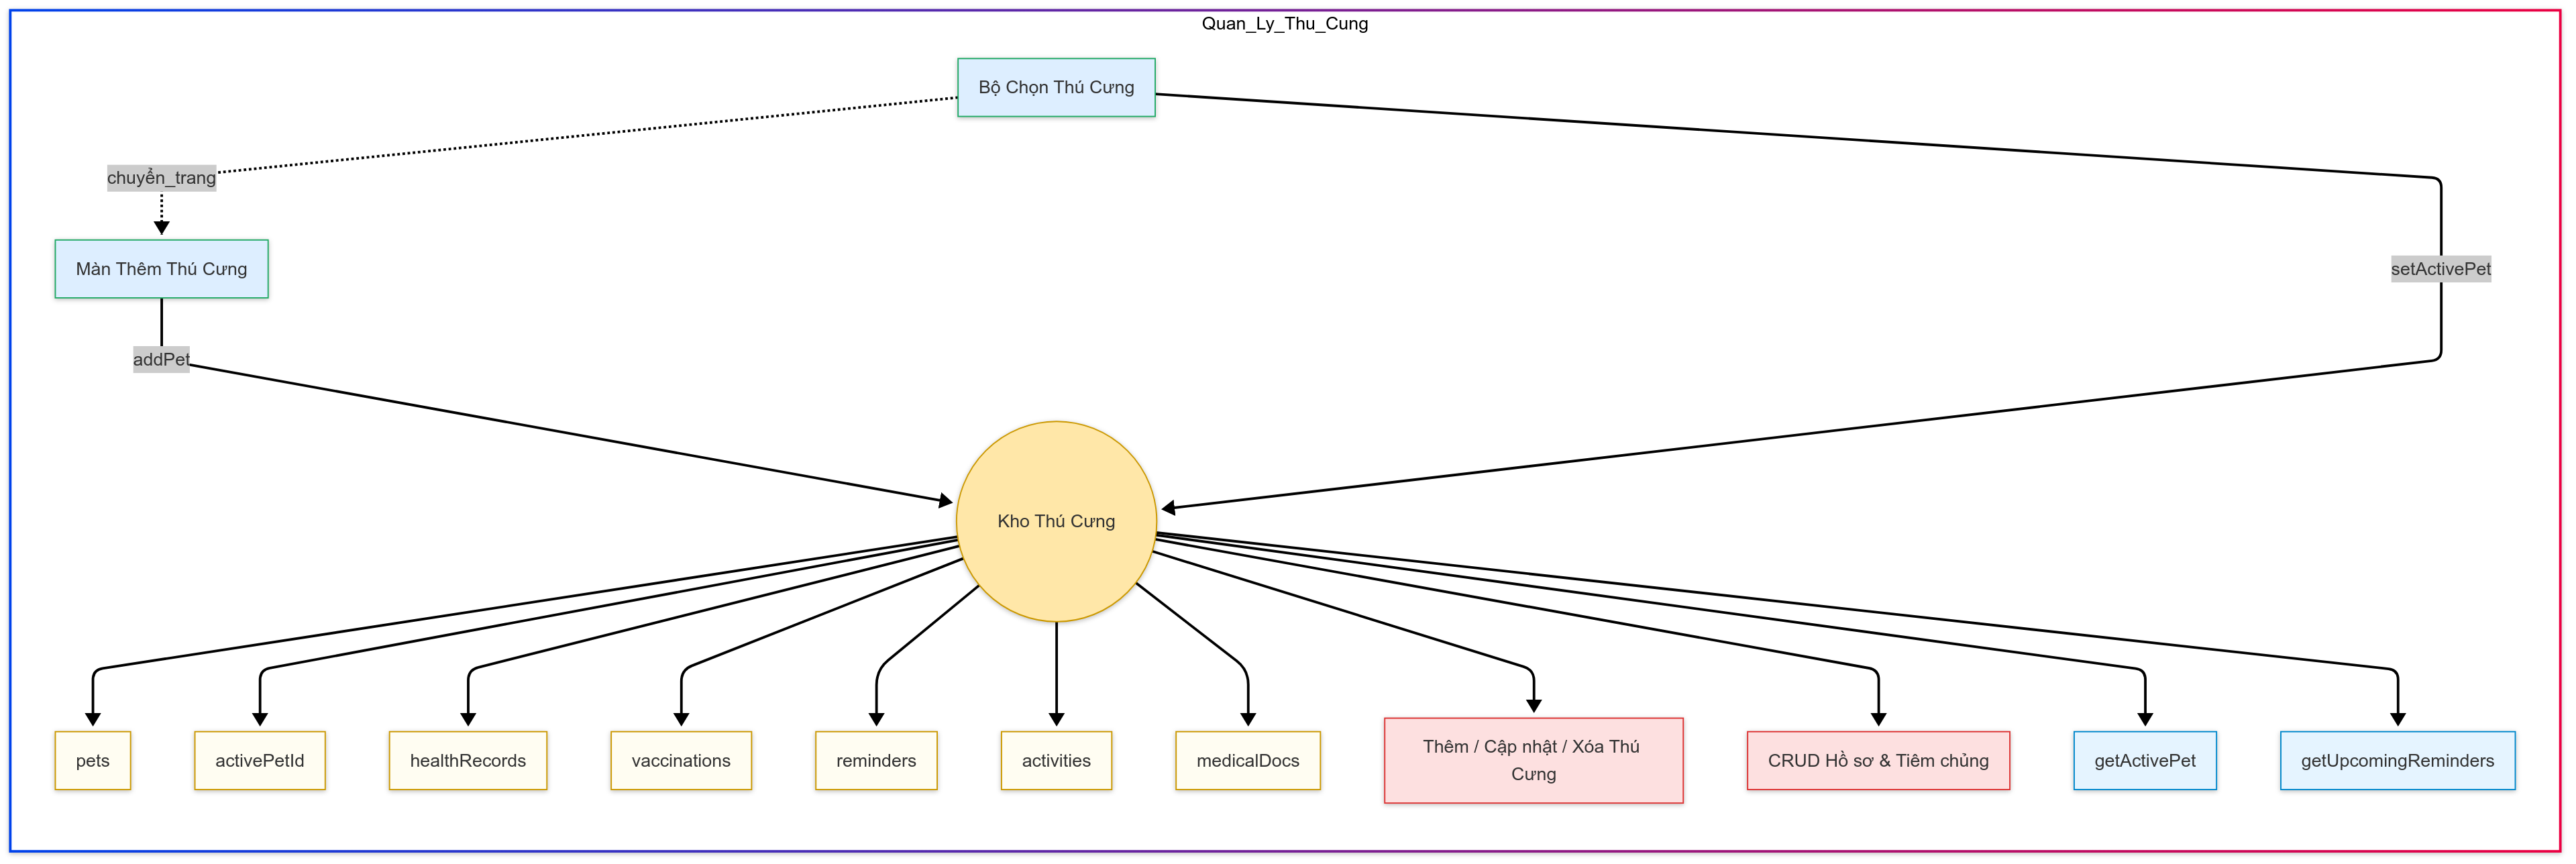 Quan_Ly_Thu_Cung
Bộ Chọn Thú Cưng
chuyển_trang
Màn Thêm Thú Cưng
setActivePet
addPet
Kho Thú Cưng
pets
activePetId
healthRecords
vaccinations
reminders
activities
medicalDocs
Thêm / Cập nhật / Xóa Thú
Cưng
CRUD Hồ sơ & Tiêm chủng
getActivePet
getUpcomingReminders